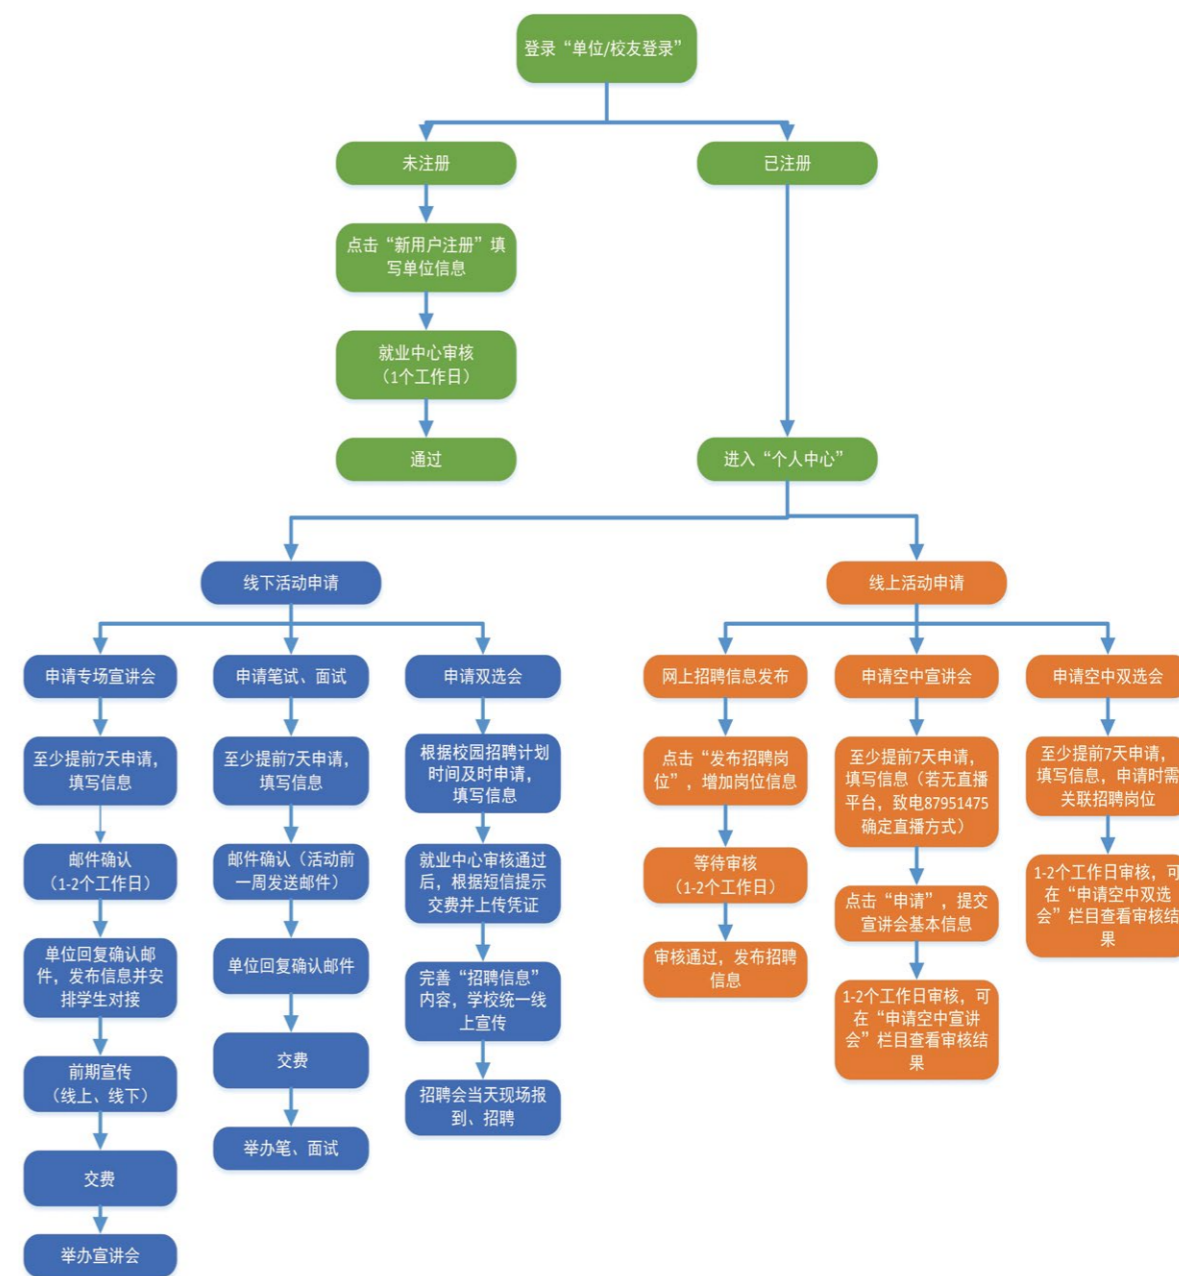 登录“单位/校友登录”
未注册
已注册
点击“新用户注册”填
写单位信息
就业中心审核
（1个工作日）
通过
进入“个人中心”
线下活动申请
线上活动申请
申请专场宣讲会
申请笔试、面试
申请双选会
网上招聘信息发布
申请空中宣讲会
申请空中双选会
至少提前7天申请，
填写信息
邮件确认
（1-2个工作日）
单位回复确认邮
件，发布信息并安
排学生对接
前期宣传
（线上、线下）
交费
举办宣讲会
至少提前7天申请，
填写信息
邮件确认（活动前
一周发送邮件）
单位回复确认邮件
交费
举办笔、面试
根据校园招聘计划
时间及时申请，
填写信息
就业中心审核通过
后，根据短信提示
交费并上传凭证
完善“招聘信息”
内容，学校统一线
上宣传
招聘会当天现场报
到、招聘
点击“发布招聘岗
位”，增加岗位信息
等待审核
（1-2个工作日）
审核通过，发布招聘
信息
至少提前7天申请，
填写信息（若无直播
平台，致电87951475
确定直播方式）
点击“申请”，提交
宣讲会基本信息
1-2个工作日审核，可
在“申请空中宣讲
会”栏目查看审核结
果
至少提前7天申请，
填写信息，申请时需
关联招聘岗位
1-2个工作日审核，可
在“申请空中双选
会”栏目查看审核结
果